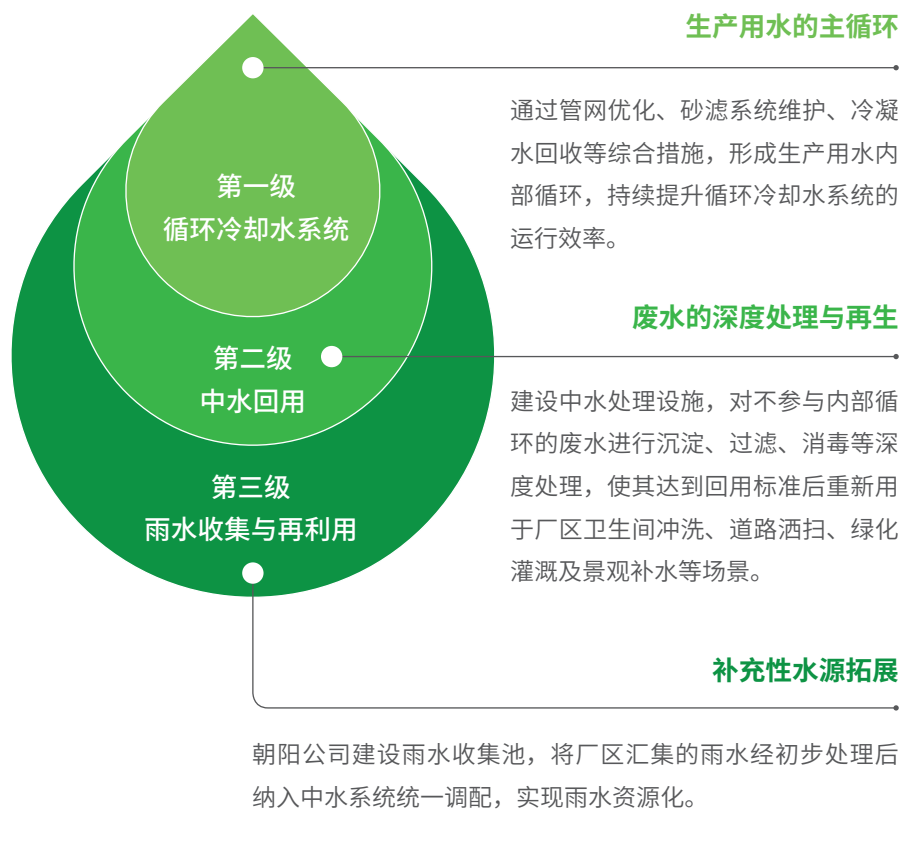 生产用水的主循环
通过管网优化、砂滤系统维护、冷凝
水回收等综合措施，形成生产用水内
部循环，持续提升循环冷却水系统的
运行效率。
第一级
循环冷却水系统
废水的深度处理与再生
第二级
中水回用
建设中水处理设施，对不参与内部循
环的废水进行沉淀、过滤、消毒等深
度处理，使其达到回用标准后重新用
于厂区卫生间冲洗、道路洒扫、绿化
灌溉及景观补水等场景。
第三级
雨水收集与再利用
补充性水源拓展
朝阳公司建设雨水收集池，将厂区汇集的雨水经初步处理后
纳入中水系统统一调配，实现雨水资源化。